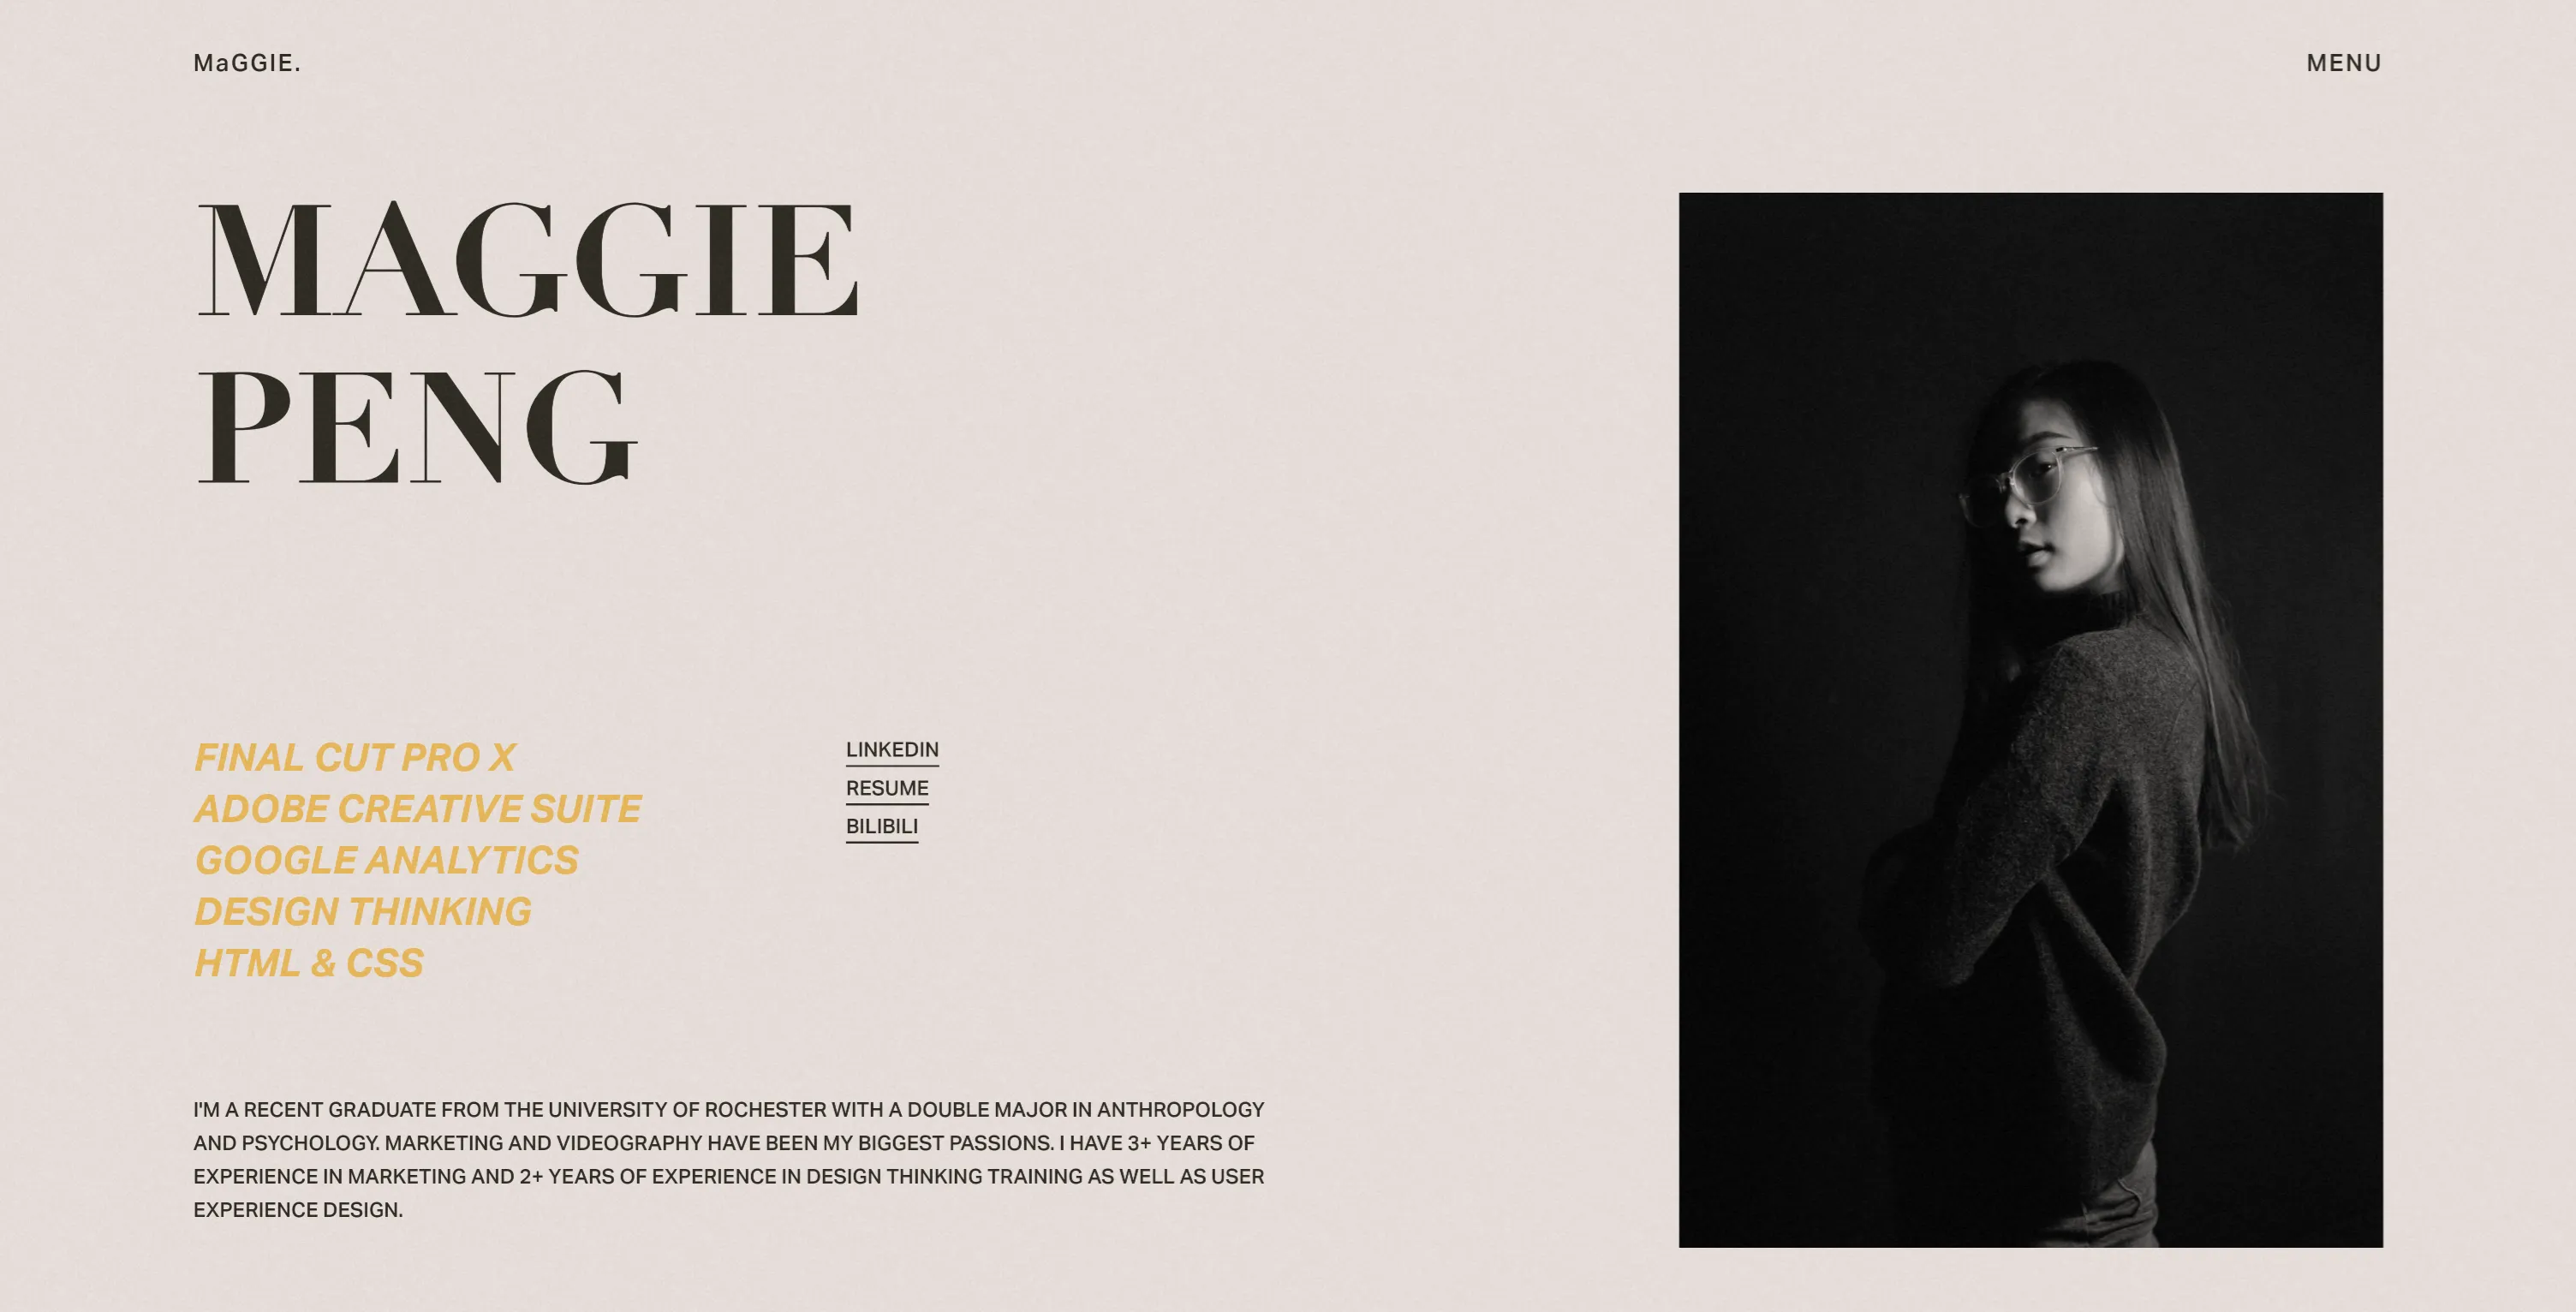 MaGGIE.
MENU
MAGGIE
PENG
FINAL CUT PRO X
ADOBE CREATIVE SUITE
GOOGLE ANALYTICS
DESIGN THINKING
HTML & CSS
LINKEDIN
RESUME
BILIBILI
I'M A RECENT GRADUATE FROM THE UNIVERSITY OF ROCHESTER WITH A DOUBLE MAJOR IN ANTHROPOLOGY
AND PSYCHOLOGY. MARKETING AND VIDEOGRAPHY HAVE BEEN MY BIGGEST PASSIONS. I HAVE 3+ YEARS OF
EXPERIENCE IN MARKETING AND 2+ YEARS OF EXPERIENCE IN DESIGN THINKING TRAINING AS WELL AS USER
EXPERIENCE DESIGN.